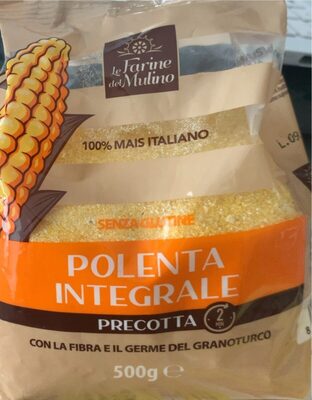 Le Farine
del Mulino
100% MAIS ITALIANO
SENZA GLUTINE
POLENTA
INTEGRALE
PRECOTTA 2
CON LA FIBRA E IL GERME DEL GRANOTURCO
500g ℮